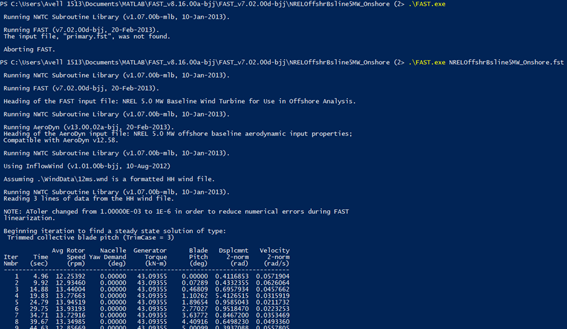 PS C:\Users\Avell 1513\Documents\MATLAB\FAST_v8.16.00a-bjj\FAST_v7.02.00d-bjj\NRELOffshrBsline5MW_Onshore (2> .\FAST.exe
Running NWTC Subroutine Library (v1.07.00b-mlb, 10-Jan-2013).
Running FAST (v7.02.00d-bjj, 20-Feb-2013).
The input file, "primary.fst", was not found.
Aborting FAST.
PS C:\Users\Avell 1513\Documents\MATLAB\FAST_v8.16.00a-bjj\FAST_v7.02.00d-bjj\NRELOffshrBsline5MW_Onshore (2> .\FAST.exe NRELOffshrBsline5MW_Onshore.fst
Running NWTC Subroutine Library (v1.07.00b-mlb, 10-Jan-2013).
Running FAST (v7.02.00d-bjj, 20-Feb-2013).
Heading of the FAST input file: NREL 5.0 MW Baseline Wind Turbine for Use in Offshore Analysis.
Running NWTC Subroutine Library (v1.07.00b-mlb, 10-Jan-2013).
Running AeroDyn (v13.00.02a-bjj, 20-Feb-2013).
Heading of the AeroDyn input file: NREL 5.0 MW offshore baseline aerodynamic input properties;
Compatible with AeroDyn v12.58.
Running NWTC Subroutine Library (v1.07.00b-mlb, 10-Jan-2013).
Using InflowWind (v1.01.00b-bjj, 10-Aug-2012)
Assuming .\WindData\12ms.wnd is a formatted HH wind file.
Running NWTC Subroutine Library (v1.07.00b-mlb, 10-Jan-2013).
Reading 3 lines of data from the HH wind file.
NOTE: AToler changed from 1.00000E-03 to 1E-6 in order to reduce numerical errors during FAST
linearization.
Beginning iteration to find a steady state solution of type:
Trimmed collective blade pitch (TrimCase = 3)
Avg Rotor Nacelle Generator Blade Dsplcmnt Velocity
Iter Time Speed Yaw Demand Torque Pitch 2-norm 2-norm
Nmbr (sec) (rpm) (deg) (kN-m) (deg) (rad) (rad/s)
1 4.96 12.25392 0.00000 43.09355 0.00000 0.4116853 0.0571904
2 9.92 12.93460 0.00000 43.09355 0.07289 0.4332355 0.0626064
3 14.88 13.44004 0.00000 43.09355 0.46809 0.6957934 0.0457662
4 19.83 13.77663 0.00000 43.09355 1.10262 0.5412651 0.0315919
5 24.79 13.94519 0.00000 43.09355 1.89654 0.9585043 0.0217132
6 29.75 13.93193 0.00000 43.09355 2.77027 0.9518470 0.0223253
7 34.71 13.72916 0.00000 43.09355 3.63772 0.8467200 0.0353469
8 39.67 13.34985 0.00000 43.09355 4.40916 0.6498230 0.0493360
9 44.63 12.85669 0.00000 43.09355 5.00099 0.3937088 0.0557805